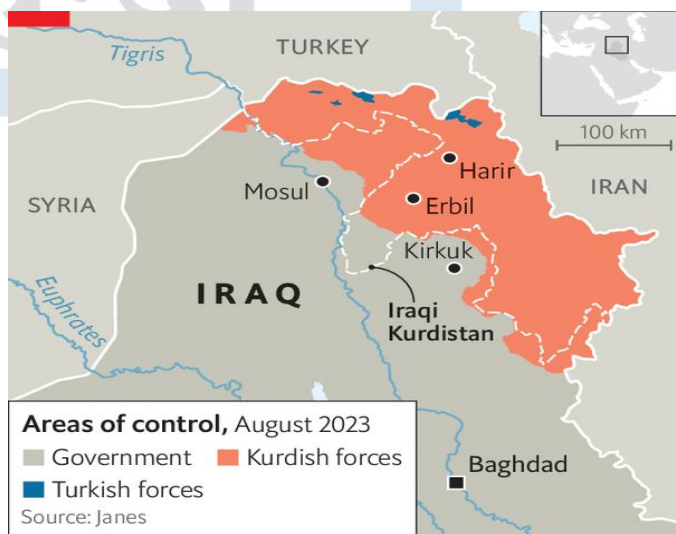 TURKEY
Tigris
100 km
Harir
IRAN
Mosul
Erbil
SYRIA
Kirkuk
Euphrates
IRAQ
Iraqi
Kurdistan
Areas of control, August 2023
Government Kurdish forces
Turkish forces
Source: Janes
Baghdad